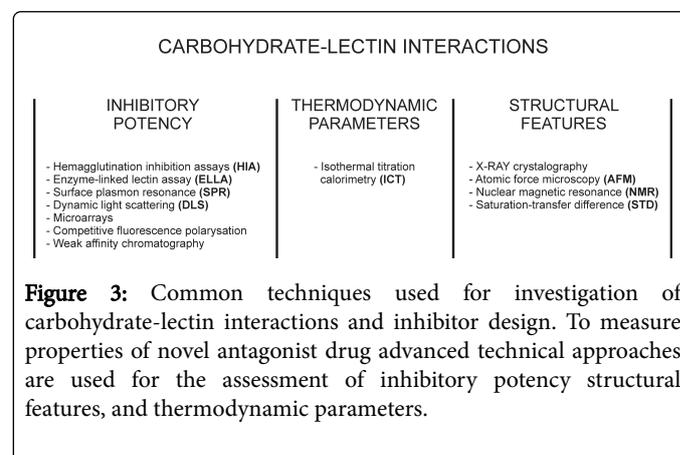 CARBOHYDRATE-LECTIN INTERACTIONS
INHIBITORY
POTENCY
- Hemagglutination inhibition assays (HIA)
- Enzyme-linked lectin assay (ELLA)
- Surface plasmon resonance (SPR)
- Dynamic light scattering (DLS)
- Microarrays
- Competitive fluorescence polarysation
- Weak affinity chromatography
THERMODYNAMIC
PARAMETERS
- Isothermal titration
calorimetry (ICT)
STRUCTURAL
FEATURES
- X-RAY crystalography
- Atomic force microscopy (AFM)
- Nuclear magnetic resonance (NMR)
- Saturation-transfer difference (STD)
Figure 3: Common techniques used for investigation of
carbohydrate-lectin interactions and inhibitor design. To measure
properties of novel antagonist drug advanced technical approaches
are used for the assessment of inhibitory potency structural
features, and thermodynamic parameters.